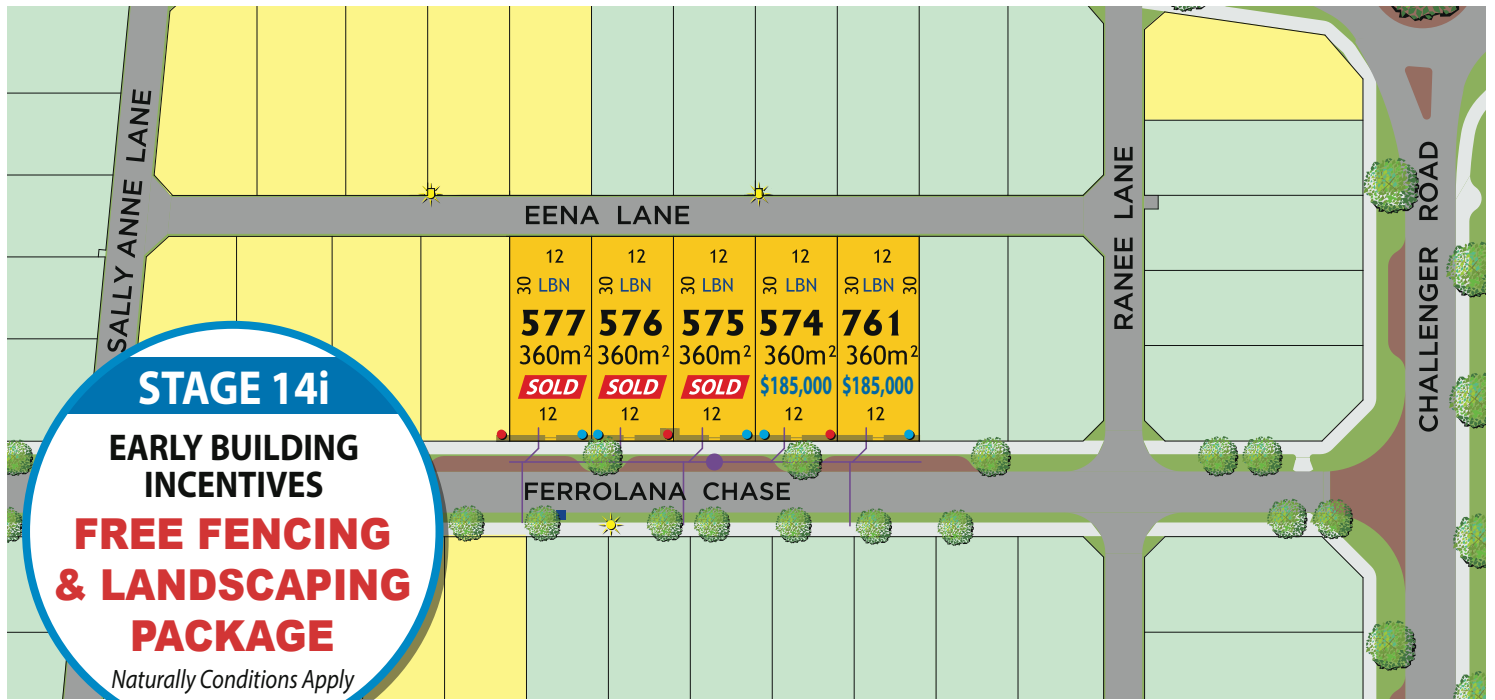 SALLY ANNE LANE
EENA LANE
RANEE LANE
CHALLENGER ROAD
12 12 12 12 12
30 LBN 30 LBN 30 LBN 30 LBN 30 LBN 30
577 576 575 574 761
360m² 360m² 360m² 360m² 360m²
SOLD SOLD SOLD $185,000 $185,000
12 12 12 12 12
FERROLANA CHASE
STAGE 14i
EARLY BUILDING
INCENTIVES
FREE FENCING
& LANDSCAPING
PACKAGE
Naturally Conditions Apply